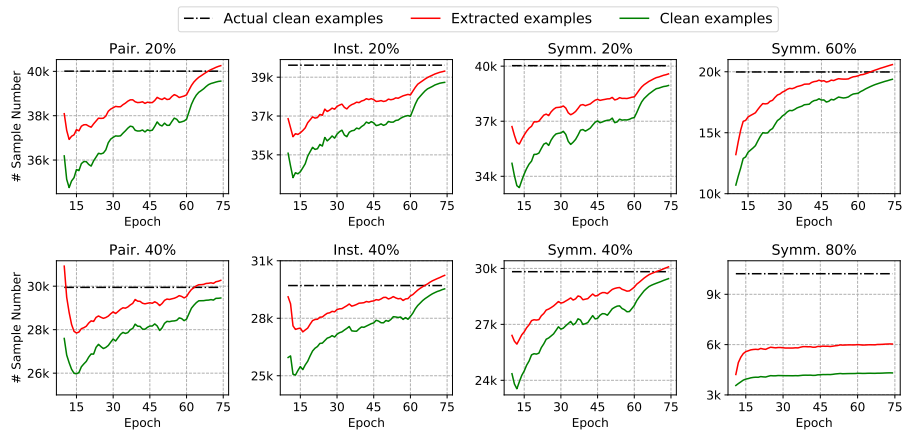 Actual clean examples Extracted examples Clean examples
Pair. 20% Inst. 20% Symm. 20% Symm. 60%
# Sample Number
40k 38k 36k
39k 37k 35k
40k 37k 34k
20k 15k 10k
15 30 45 60 75 15 30 45 60 75 15 30 45 60 75 15 30 45 60 75
Epoch Epoch Epoch Epoch
Pair. 40% Inst. 40% Symm. 40% Symm. 80%
# Sample Number
30k 28k 26k
31k 28k 25k
30k 27k 24k
9k 6k 3k
15 30 45 60 75 15 30 45 60 75 15 30 45 60 75 15 30 45 60 75
Epoch Epoch Epoch Epoch